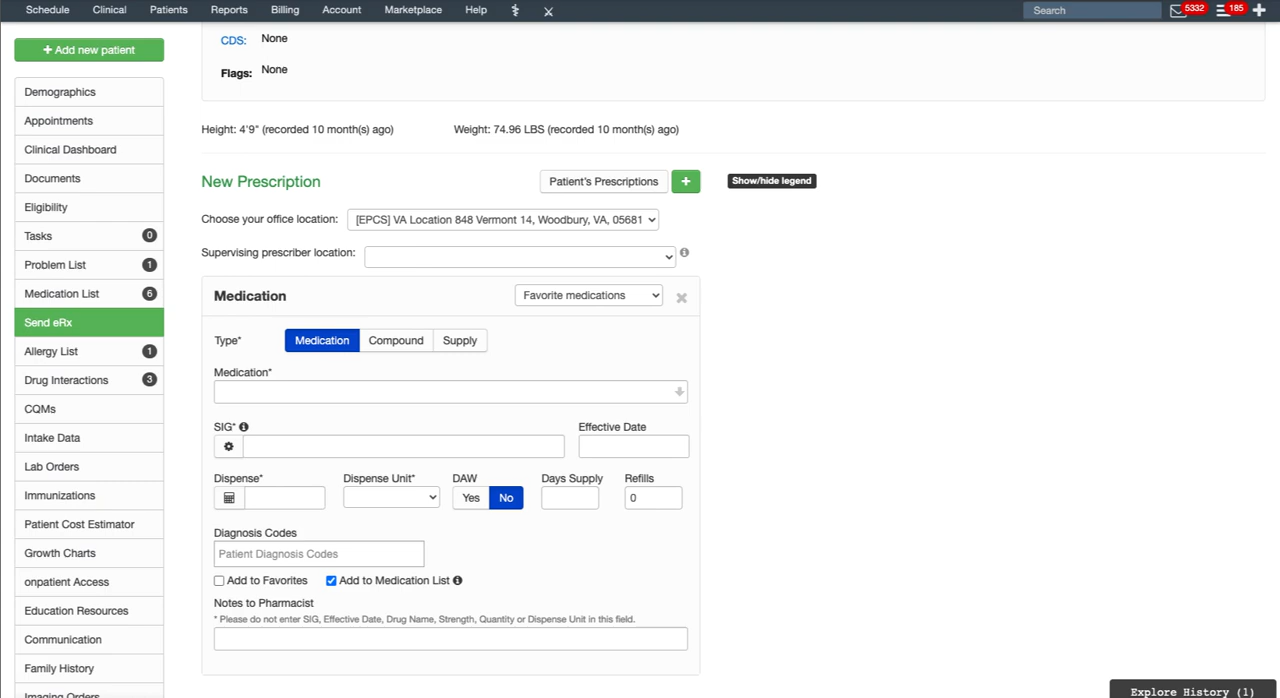 Schedule Clinical Patients Reports Billing Account Marketplace Help Search 5332 185
+ Add new patient
CDS: None
Flags: None
Demographics
Appointments
Clinical Dashboard
Documents
Eligibility
Tasks 0
Problem List 1
Medication List 6
Send eRx
Allergy List 1
Drug Interactions 3
CQMs
Intake Data
Lab Orders
Immunizations
Patient Cost Estimator
Growth Charts
onpatient Access
Education Resources
Communication
Family History
Imaging Orders
Height: 4'9" (recorded 10 month(s) ago) Weight: 74.96 LBS (recorded 10 month(s) ago)
New Prescription Patient's Prescriptions + Show/hide legend
Choose your office location: [EPCS] VA Location 848 Vermont 14, Woodbury, VA, 05681
Supervising prescriber location:
Medication Favorite medications
Type* Medication Compound Supply
Medication*
SIG* Effective Date
Dispense* Dispense Unit* DAW Days Supply Refills
Yes No 0
Diagnosis Codes
Patient Diagnosis Codes
Add to Favorites Add to Medication List
Notes to Pharmacist
* Please do not enter SIG, Effective Date, Drug Name, Strength, Quantity or Dispense Unit in this field.
Explore History (1)